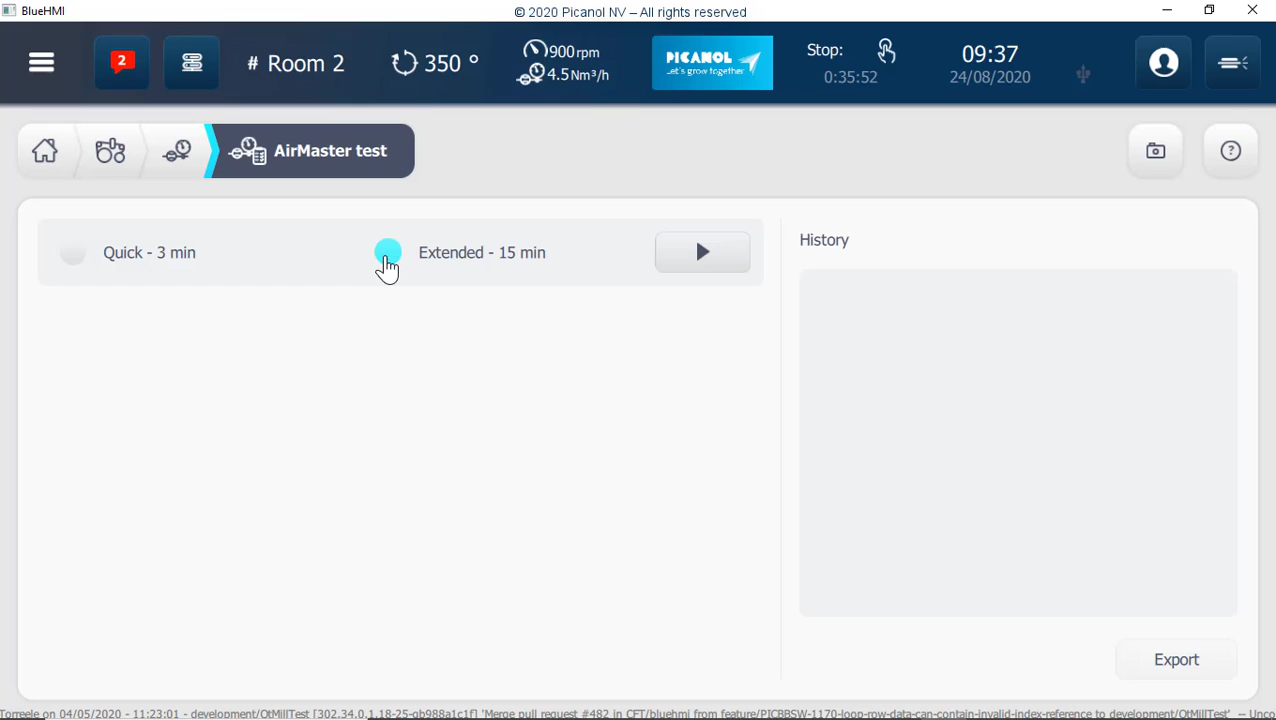 BlueHMI
© 2020 Picanol NV – All rights reserved
2
# Room 2
350 °
900 rpm
4.5 Nm³/h
PICANOL
Let's grow together
Stop:
0:35:52
09:37
24/08/2020
AirMaster test
?
Quick - 3 min
Extended - 15 min
History
Export
Torreele on 04/05/2020 - 11:23:01 - development/OtMillTest [302.34.0.1.18-25-gb988a1c1f] 'Merge pull request #482 in CFT/bluehmi from feature/PICBBSW-1170-loop-row-data-can-contain-invalid-index-reference to development/OtMillTest' -- Unco